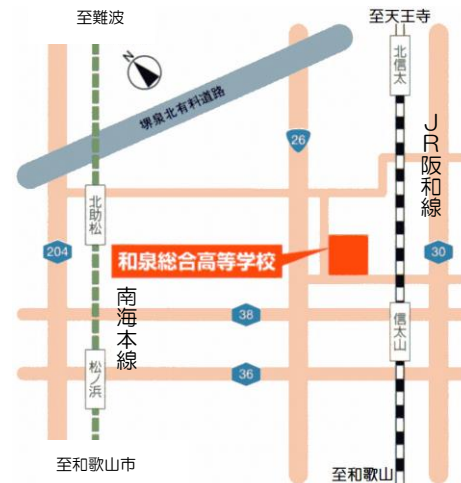 至難波
至天王寺
N
北信太
堺泉北有料道路
26
JR阪和線
北助松
204
和泉総合高等学校
30
南海本線
38
信太山
松ノ浜
36
至和歌山市
至和歌山